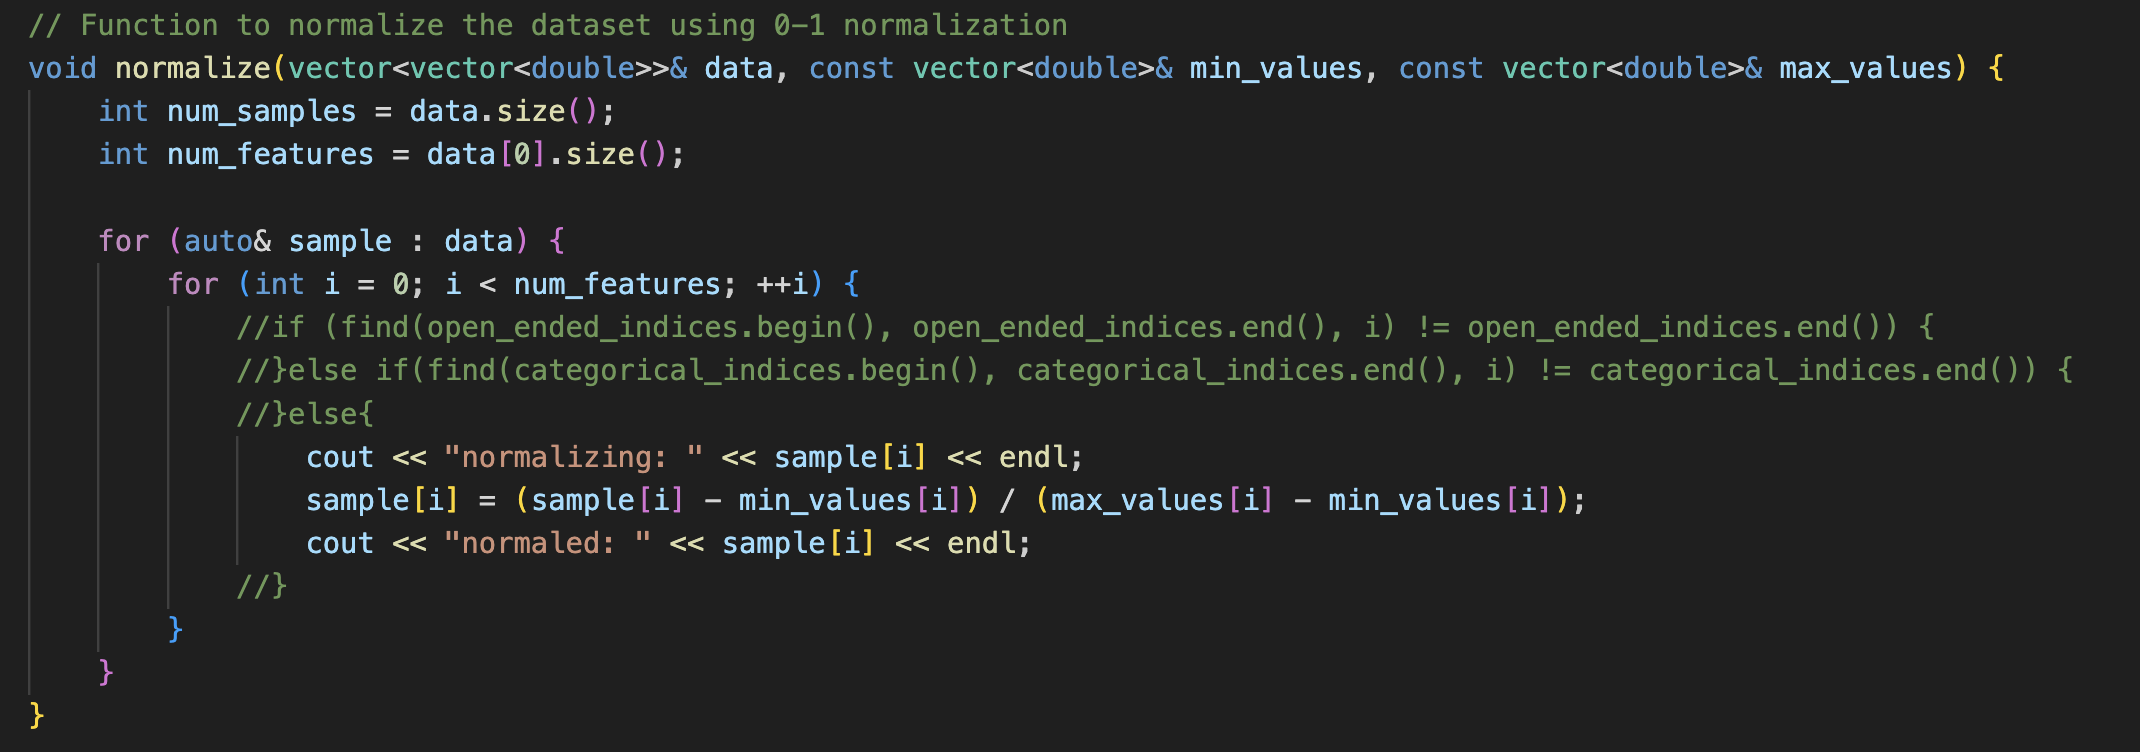 // Function to normalize the dataset using 0-1 normalization
void normalize(vector<vector<double>>& data, const vector<double>& min_values, const vector<double>& max_values) {
    int num_samples = data.size();
    int num_features = data[0].size();

    for (auto& sample : data) {
        for (int i = 0; i < num_features; ++i) {
            //if (find(open_ended_indices.begin(), open_ended_indices.end(), i) != open_ended_indices.end()) {
            //}else if(find(categorical_indices.begin(), categorical_indices.end(), i) != categorical_indices.end()) {
            //}else{
                cout << "normalizing: " << sample[i] << endl;
                sample[i] = (sample[i] - min_values[i]) / (max_values[i] - min_values[i]);
                cout << "normaled: " << sample[i] << endl;
            //}
        }
    }
}